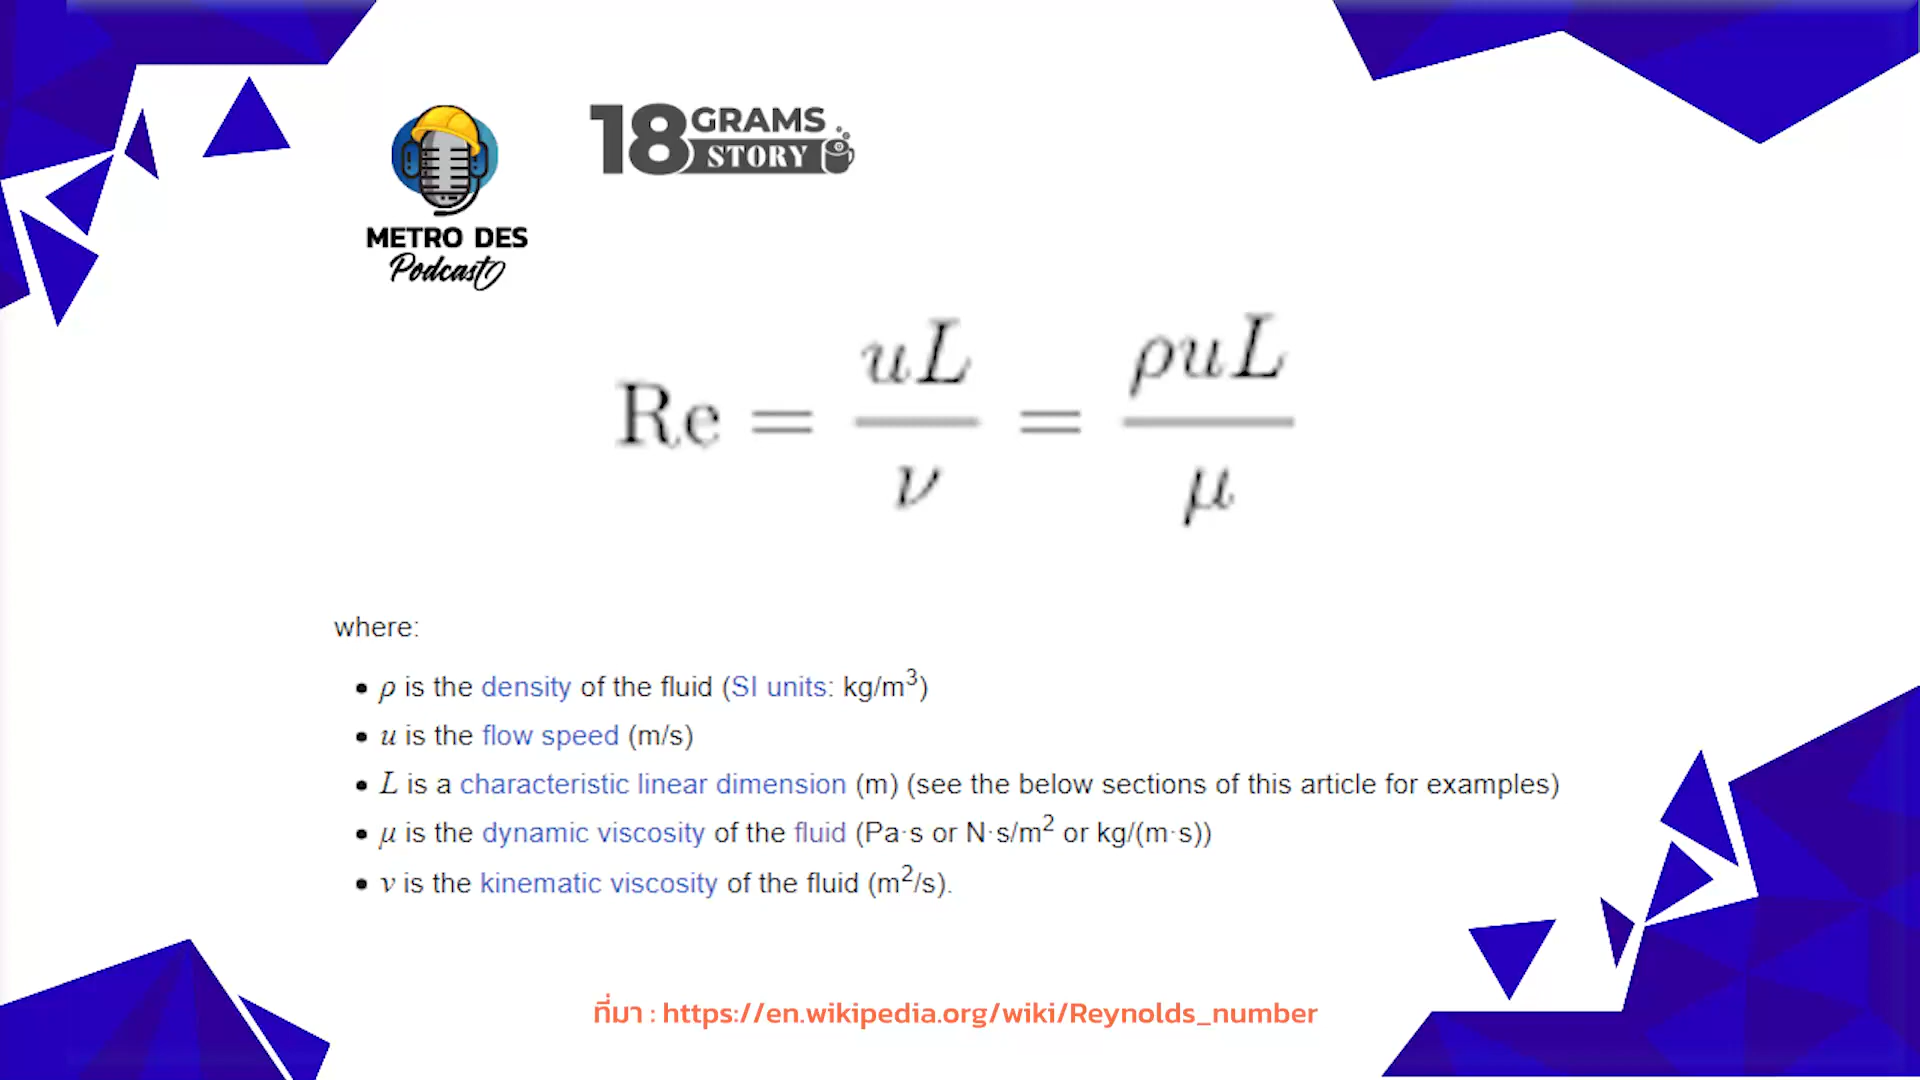 METRO DES
Podcast
18 GRAMS
STORY
Re = uL / ν = ρuL / μ
where:
• ρ is the density of the fluid (SI units: kg/m³)
• u is the flow speed (m/s)
• L is a characteristic linear dimension (m) (see the below sections of this article for examples)
• μ is the dynamic viscosity of the fluid (Pa·s or N·s/m² or kg/(m·s))
• ν is the kinematic viscosity of the fluid (m²/s).
ที่มา : https://en.wikipedia.org/wiki/Reynolds_number